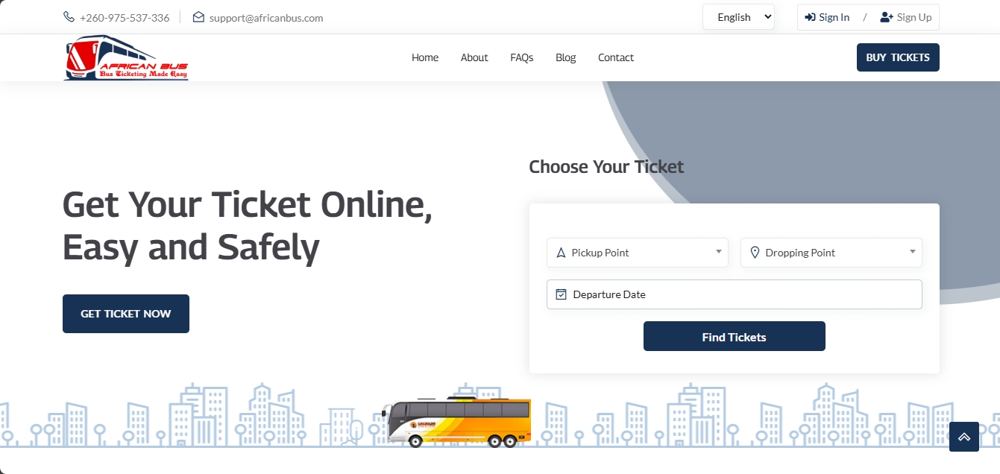 +260-975-537-336
support@africanbus.com
English
Sign In / Sign Up
AFRICAN BUS
Bus Ticketing Made Easy
Home About FAQs Blog Contact
BUY TICKETS
Choose Your Ticket
Get Your Ticket Online,
Easy and Safely
Pickup Point
Dropping Point
Departure Date
GET TICKET NOW
Find Tickets